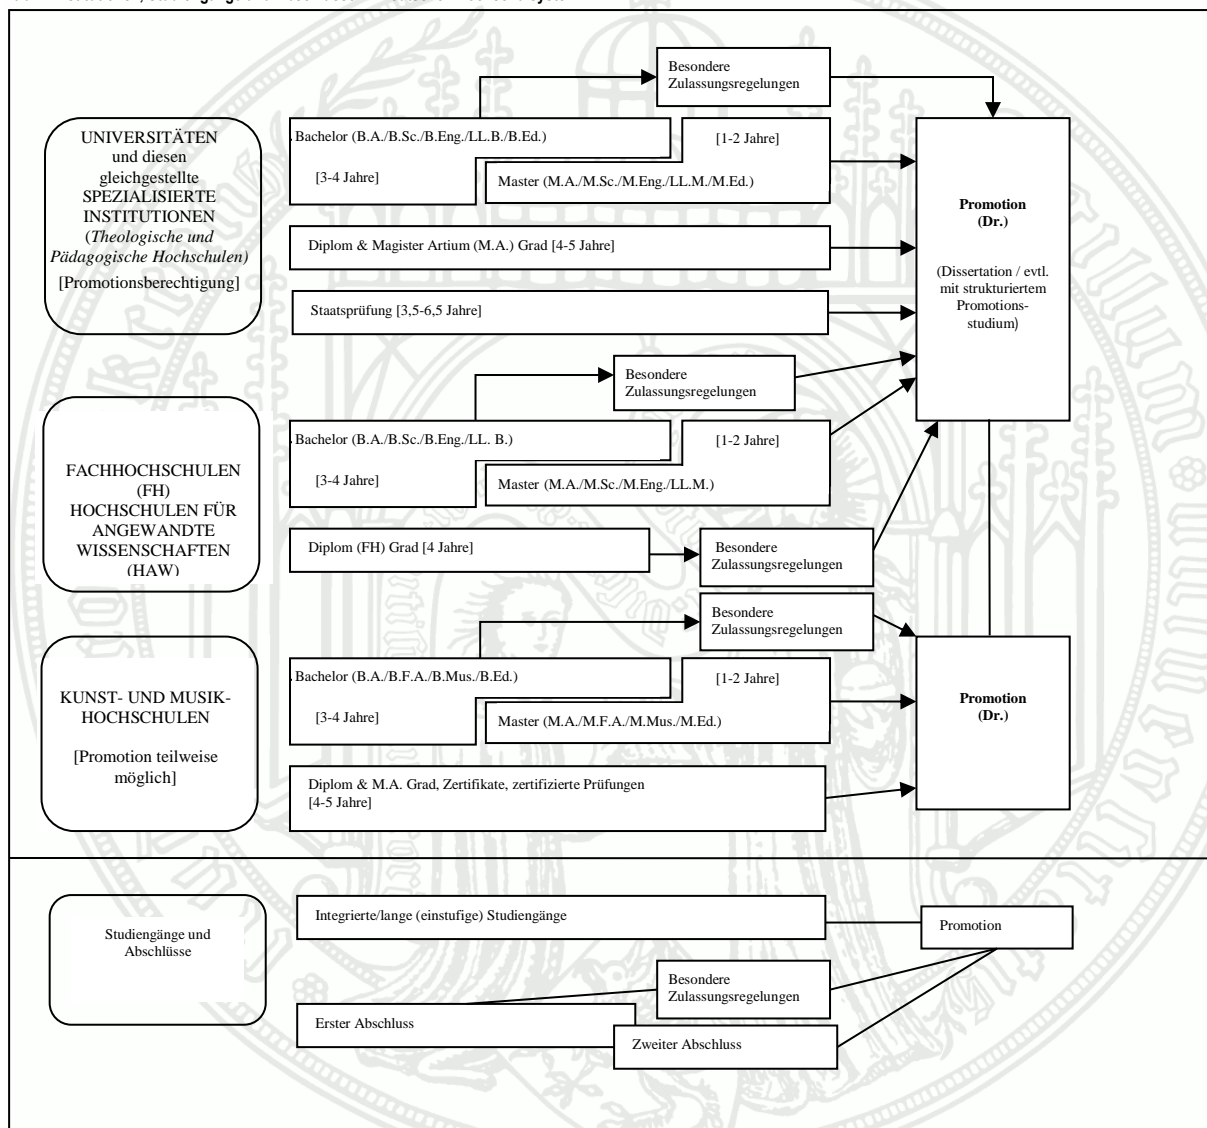 Besondere
Zulassungsregelungen
UNIVERSITÄTEN
und diesen
gleichgestellte
SPEZIALISIERTE
INSTITUTIONEN
(Theologische und
Pädagogische Hochschulen)
[Promotionsberechtigung]
Bachelor (B.A./B.Sc./B.Eng./LL.B./B.Ed.)
[3-4 Jahre]
[1-2 Jahre]
Master (M.A./M.Sc./M.Eng./LL.M./M.Ed.)
Diplom & Magister Artium (M.A.) Grad [4-5 Jahre]
Staatsprüfung [3,5-6,5 Jahre]
Promotion
(Dr.)
(Dissertation / evtl.
mit strukturiertem
Promotions-
studium)
Besondere
Zulassungsregelungen
FACHHOCHSCHULEN
(FH)
HOCHSCHULEN FÜR
ANGEWANDTE
WISSENSCHAFTEN
(HAW)
Bachelor (B.A./B.Sc./B.Eng./LL. B.)
[3-4 Jahre]
[1-2 Jahre]
Master (M.A./M.Sc./M.Eng./LL.M.)
Diplom (FH) Grad [4 Jahre]
Besondere
Zulassungsregelungen
Besondere
Zulassungsregelungen
KUNST- UND MUSIK-
HOCHSCHULEN
[Promotion teilweise
möglich]
Bachelor (B.A./B.F.A./B.Mus./B.Ed.)
[3-4 Jahre]
[1-2 Jahre]
Master (M.A./M.F.A./M.Mus./M.Ed.)
Diplom & M.A. Grad, Zertifikate, zertifizierte Prüfungen
[4-5 Jahre]
Promotion
(Dr.)
Studiengänge und
Abschlüsse
Integrierte/lange (einstufige) Studiengänge
Promotion
Besondere
Zulassungsregelungen
Erster Abschluss
Zweiter Abschluss